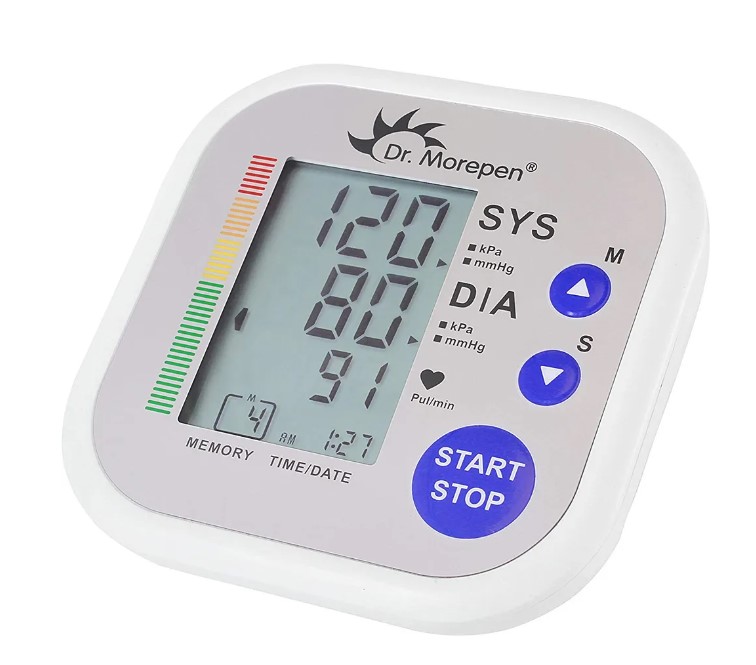 Dr. Morepen®
120
SYS
kPa
mmHg
M
80
DIA
kPa
mmHg
S
91
Pul/min
M
4
AM 1:27
MEMORY TIME/DATE
START
STOP